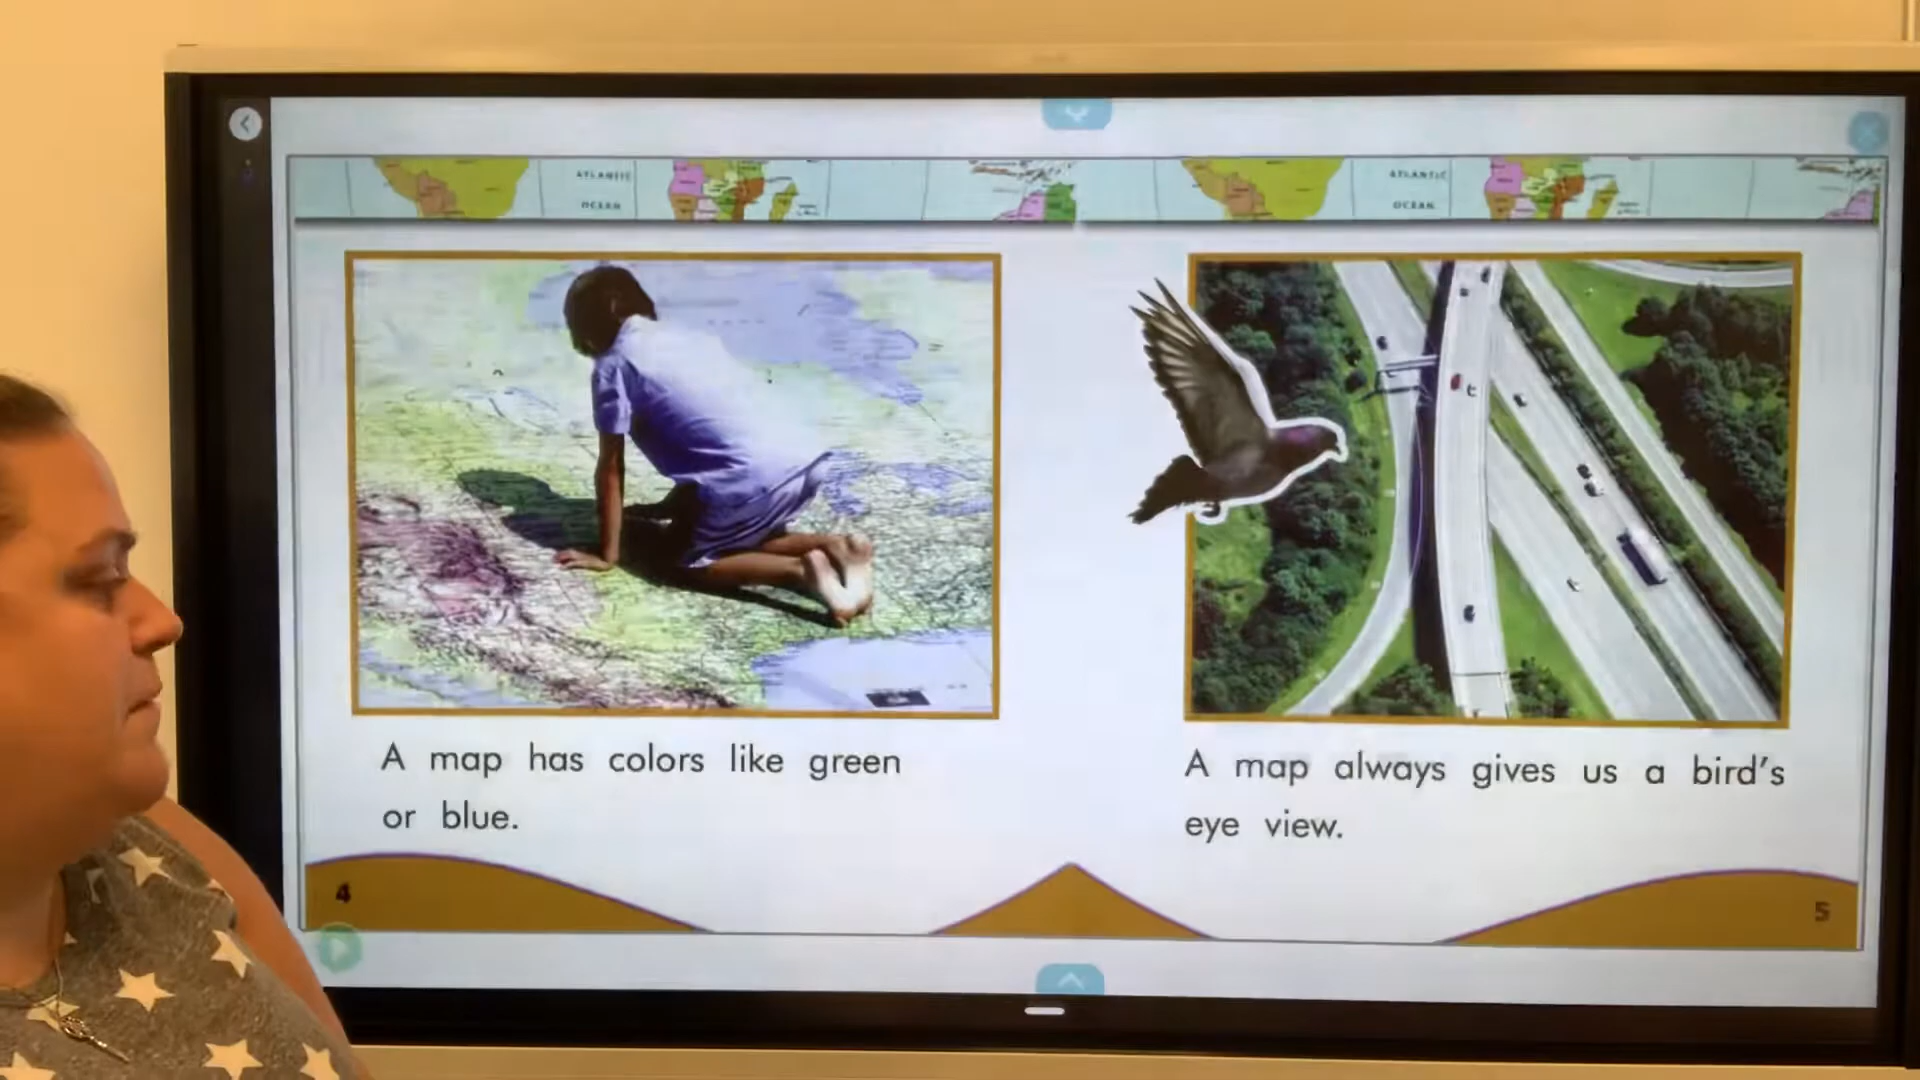 ATLANTIC
OCEAN
ATLANTIC
OCEAN
A map has colors like green
or blue.
4
A map always gives us a bird's
eye view.
5